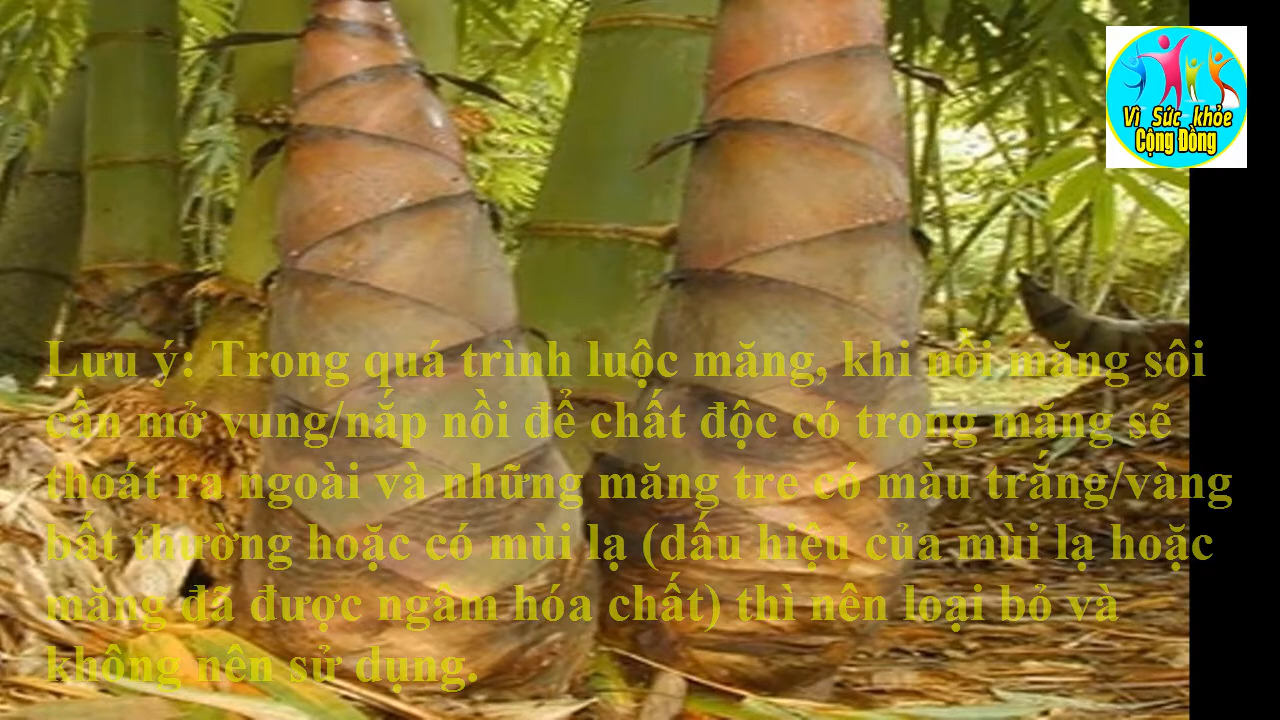 Vì Sức khỏe
Cộng Đồng
Lưu ý: Trong quá trình luộc măng, khi nồi măng sôi
cần mở vung/nắp nồi để chất độc có trong măng sẽ
thoát ra ngoài và những măng tre có màu trắng/vàng
bất thường hoặc có mùi lạ (dấu hiệu của mùi lạ hoặc
măng đã được ngâm hóa chất) thì nên loại bỏ và
không nên sử dụng.